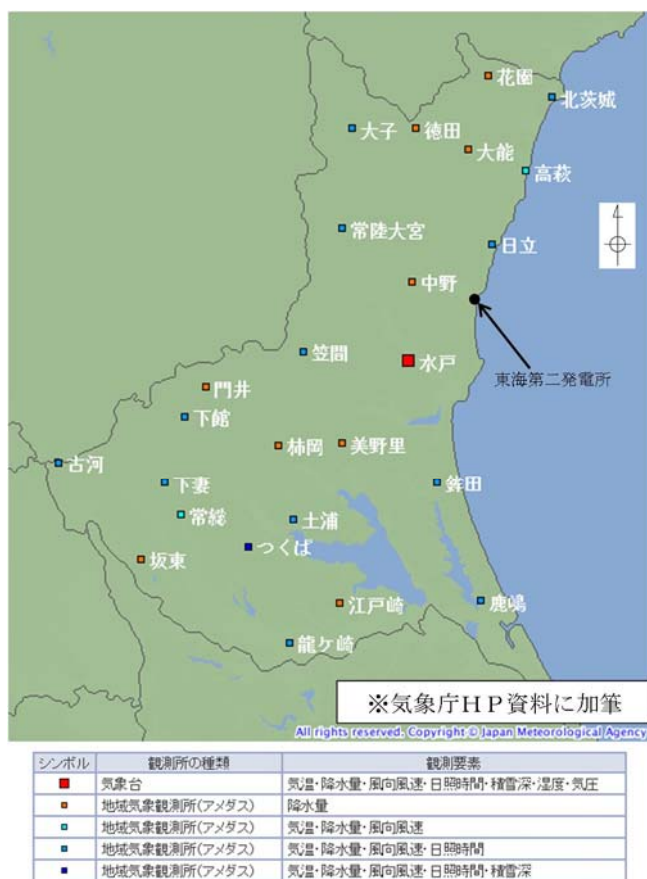 花園
北茨城
大子
徳田
大能
高萩
常陸大宮
日立
中野
笠間
水戸
東海第二発電所
門井
下館
柿岡
美野里
古河
下妻
鉾田
常総
土浦
つくば
坂東
江戸崎
鹿嶋
龍ケ崎
※気象庁HP資料に加筆
All rights reserved. Copyright © Japan Meteorological Agency
シンボル 観測所の種類 観測要素
気象台 気温・降水量・風向風速・日照時間・積雪深・湿度・気圧
地域気象観測所(アメダス) 降水量
地域気象観測所(アメダス) 気温・降水量・風向風速
地域気象観測所(アメダス) 気温・降水量・風向風速・日照時間
地域気象観測所(アメダス) 気温・降水量・風向風速・日照時間・積雪深